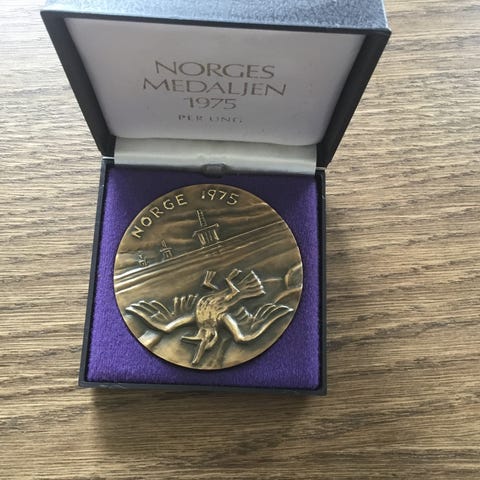 NORGES
MEDALJEN
1975
PER UNG
NORGE 1975